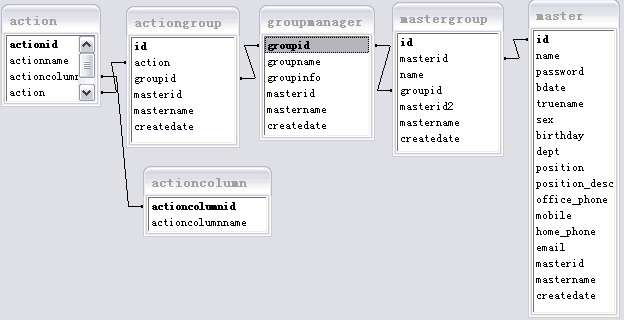 action
actionid
actionname
actioncolumn
action
actiongroup
id
action
groupid
masterid
mastername
createdate
groupmanager
groupid
groupname
groupinfo
masterid
mastername
createdate
mastergroup
id
masterid
name
groupid
masterid2
mastername
createdate
master
id
name
password
bdate
truename
sex
birthday
dept
position
position_desc
office_phone
mobile
home_phone
email
masterid
mastername
createdate
actioncolumn
actioncolumnid
actioncolumnname